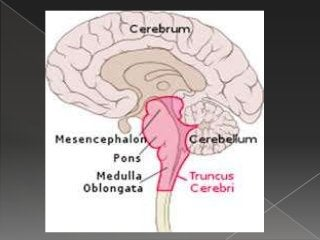 Cerebrum
Mesencephalon
Cerebellum
Pons
Medulla
Oblongata
Truncus
Cerebri